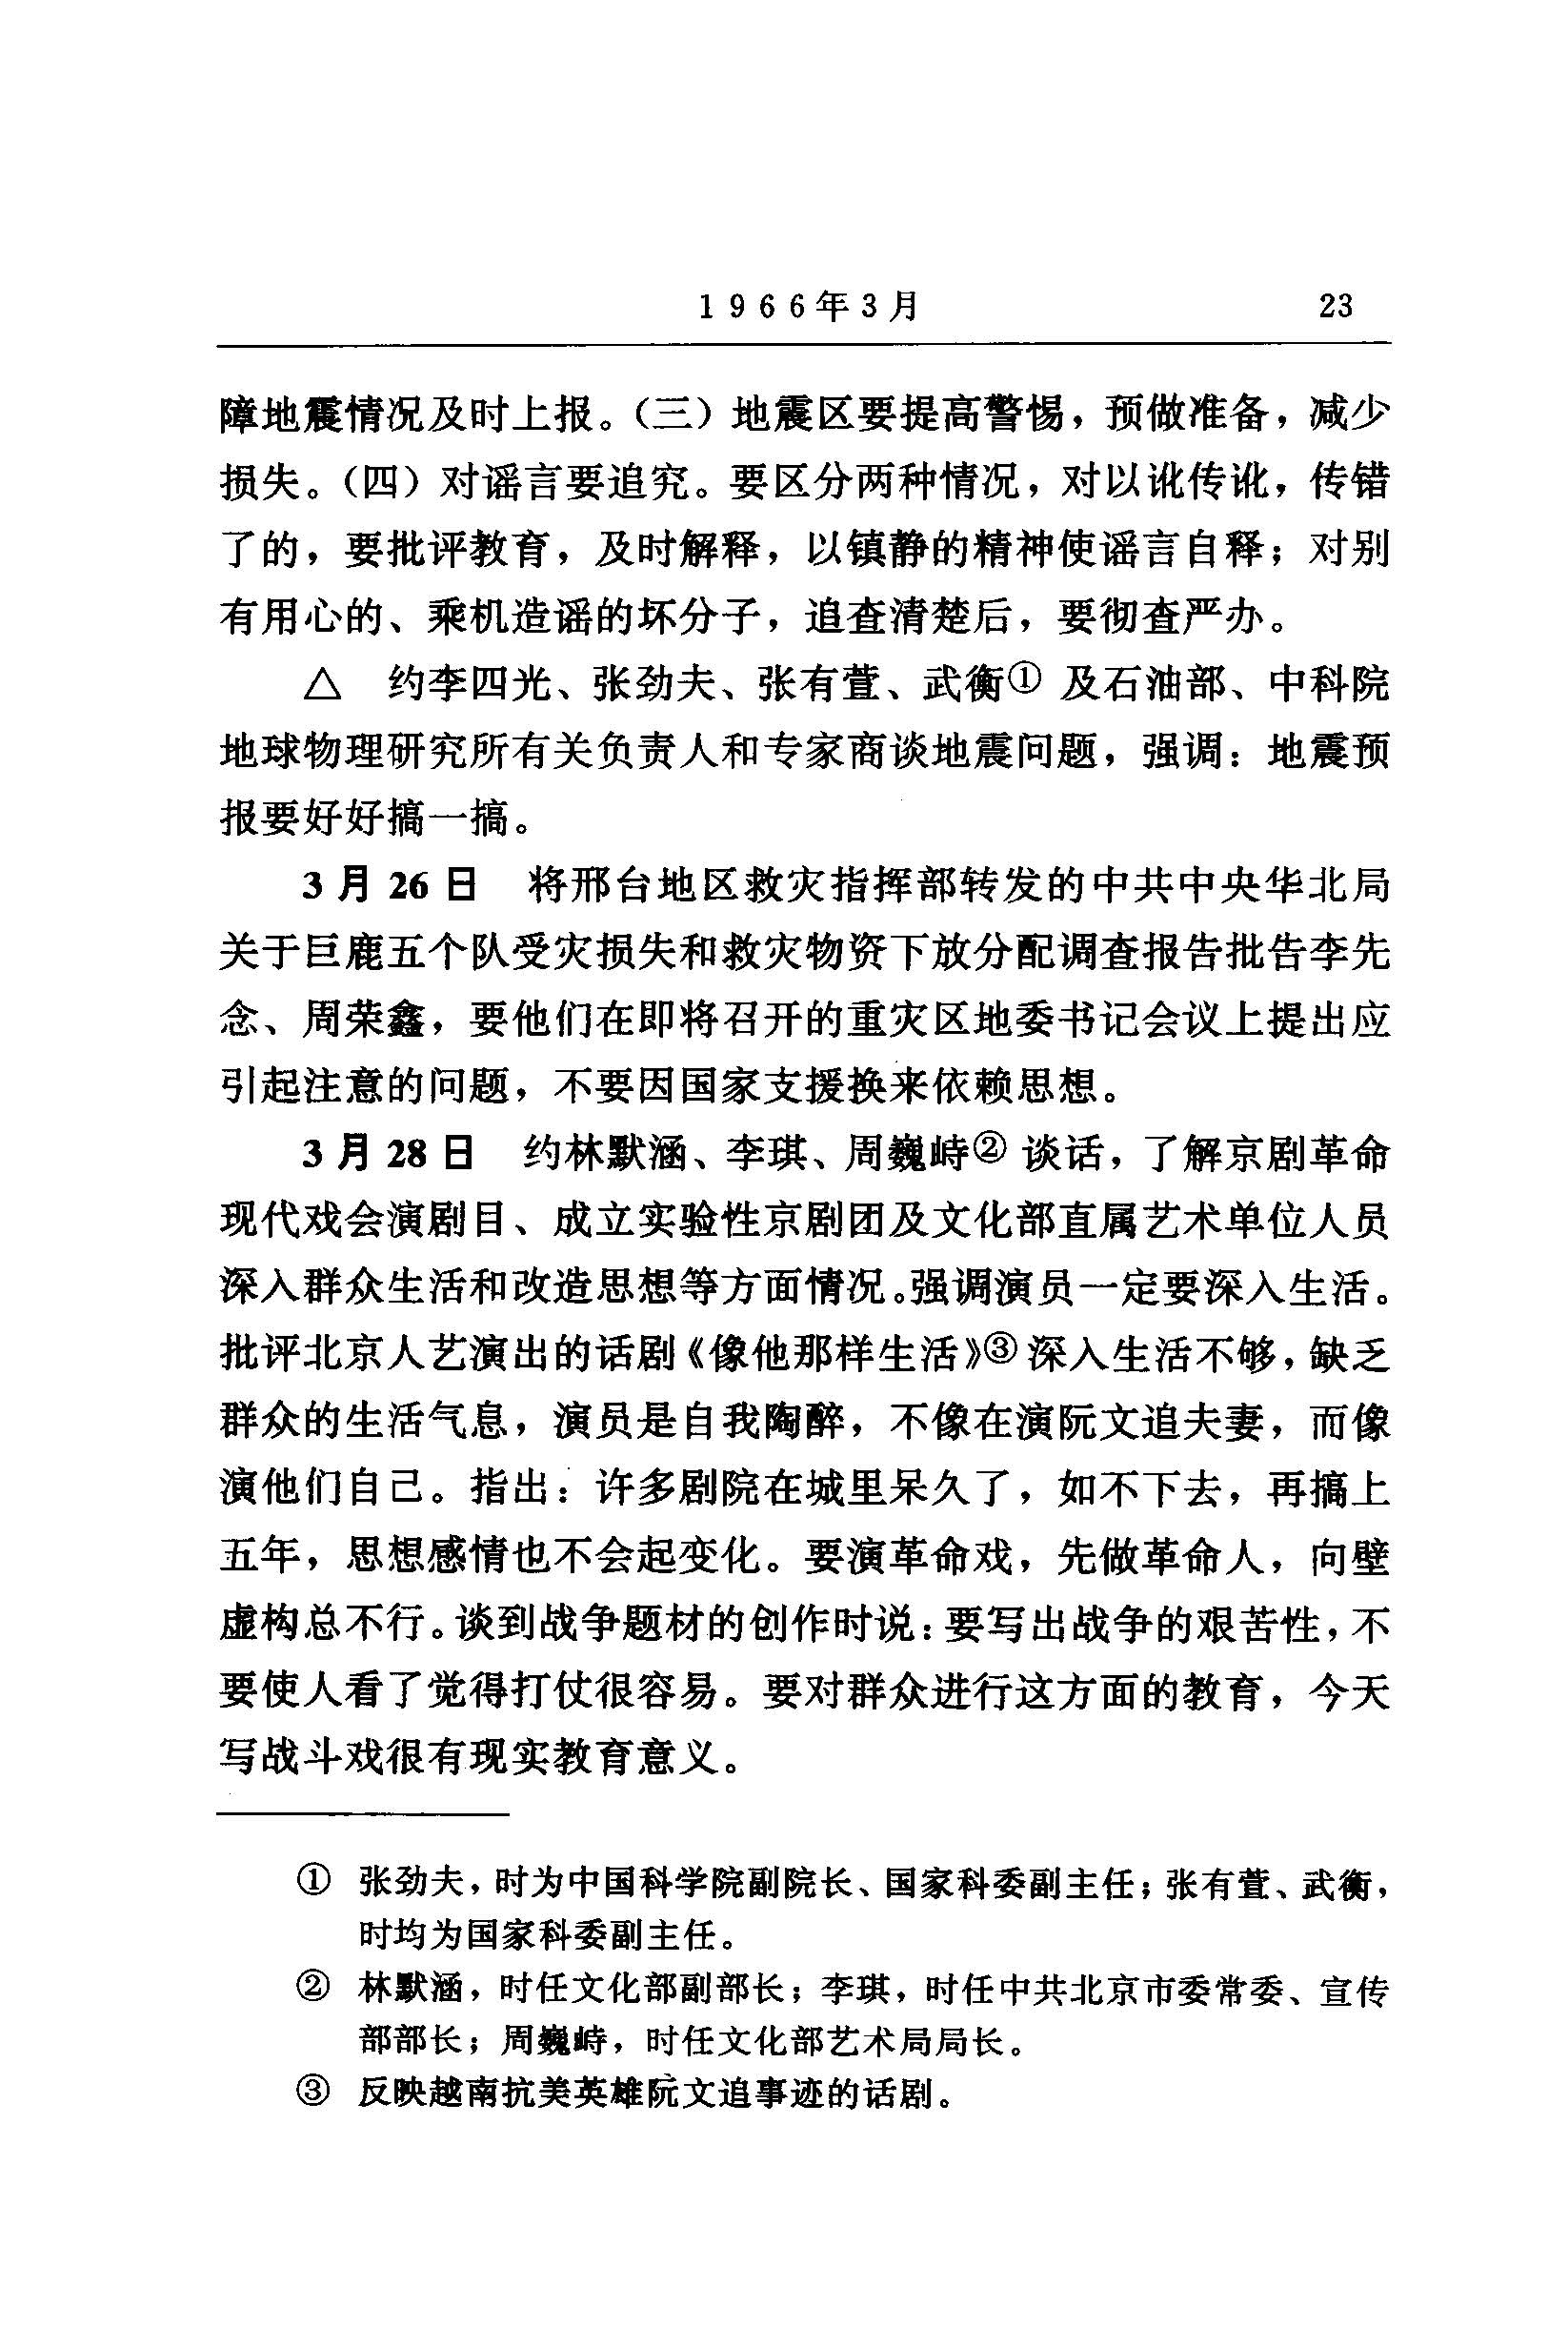 1966年3月 23
障地震情况及时上报。(三)地震区要提高警惕,预做准备,减少
损失。(四)对谣言要追究。要区分两种情况,对以讹传讹,传错
了的,要批评教育,及时解释,以镇静的精神使谣言自释;对别
有用心的、乘机造谣的坏分子,追查清楚后,要彻查严办。
△ 约李四光、张劲夫、张有萱、武衡① 及石油部、中科院
地球物理研究所有关负责人和专家商谈地震问题,强调:地震预
报要好好搞一搞。
3月26日 将邢台地区救灾指挥部转发的中共中央华北局
关于巨鹿五个队受灾损失和救灾物资下放分配调查报告批告李先
念、周荣鑫,要他们在即将召开的重灾区地委书记会议上提出应
引起注意的问题,不要因国家支援换来依赖思想。
3月28日 约林默涵、李琪、周巍峙② 谈话,了解京剧革命
现代戏会演剧目、成立实验性京剧团及文化部直属艺术单位人员
深入群众生活和改造思想等方面情况。强调演员一定要深入生活。
批评北京人艺演出的话剧《像他那样生活》③深入生活不够,缺乏
群众的生活气息,演员是自我陶醉,不像在演阮文追夫妻,而像
演他们自己。指出:许多剧院在城里呆久了,如不下去,再搞上
五年,思想感情也不会起变化。要演革命戏,先做革命人,向壁
虚构总不行。谈到战争题材的创作时说:要写出战争的艰苦性,不
要使人看了觉得打仗很容易。要对群众进行这方面的教育,今天
写战斗戏很有现实教育意义。
① 张劲夫,时为中国科学院副院长、国家科委副主任;张有萱、武衡,
时均为国家科委副主任。
② 林默涵,时任文化部副部长;李琪,时任中共北京市委常委、宣传
部部长;周巍峙,时任文化部艺术局局长。
③ 反映越南抗美英雄阮文追事迹的话剧。